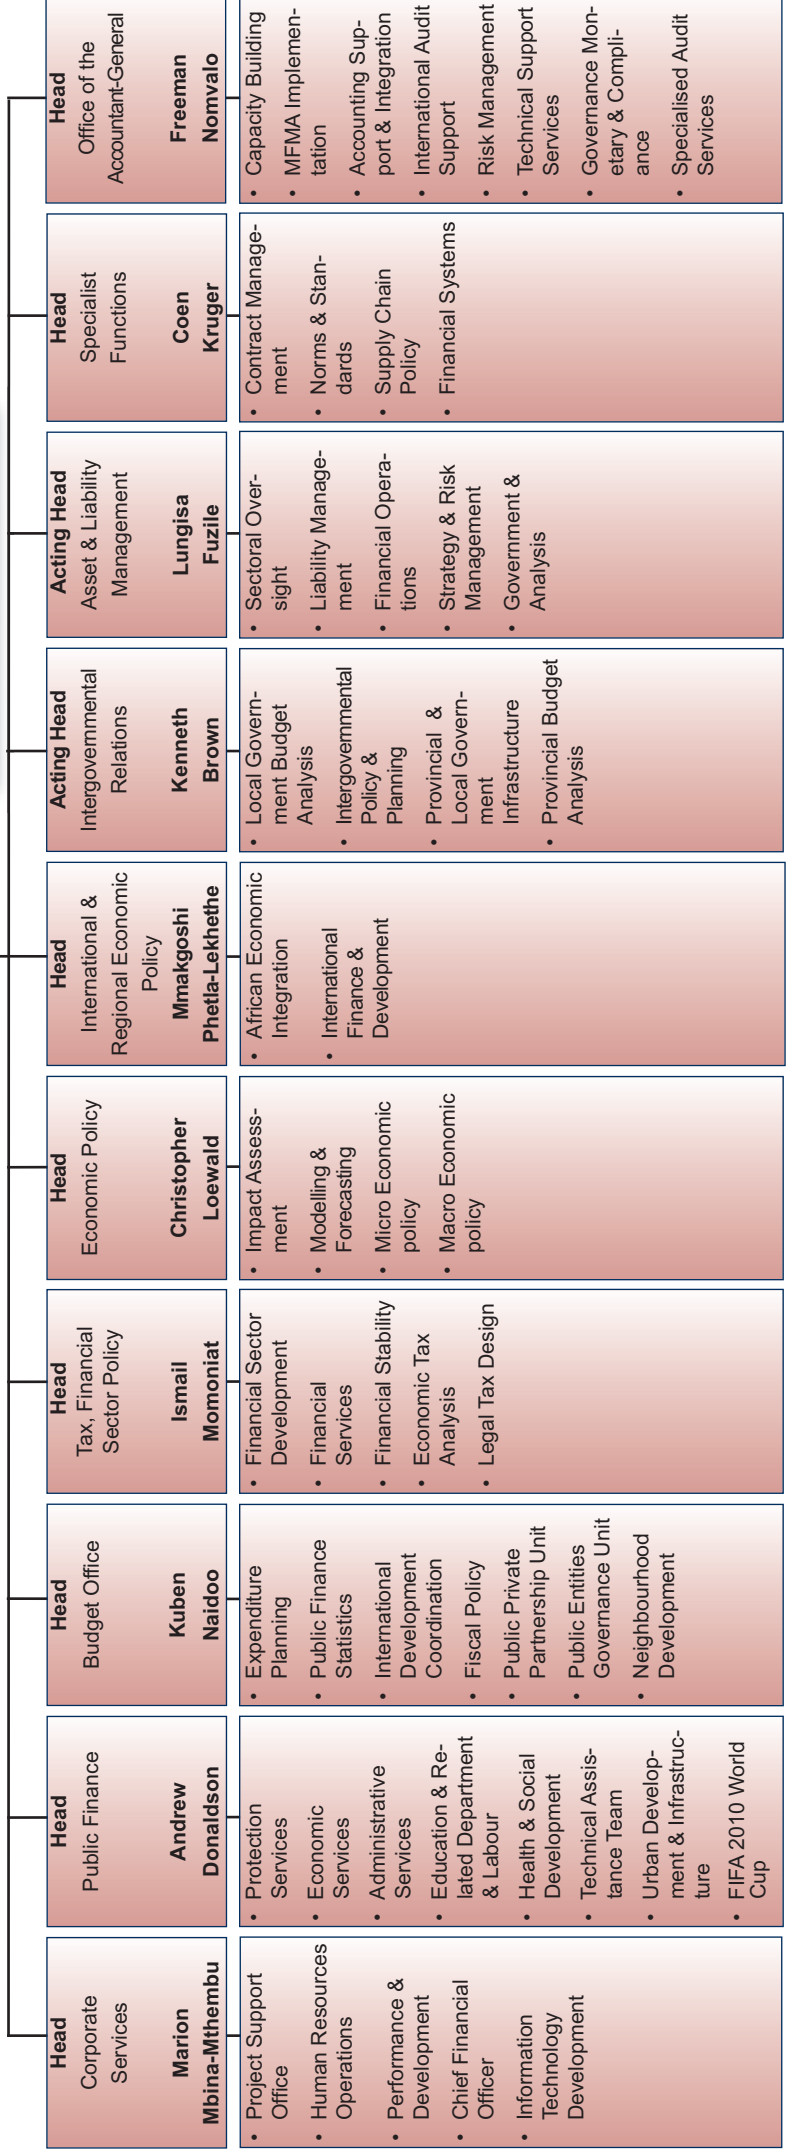 Head
Corporate
Services
Marion
Mbina-Mthembu
• Project Support
Office
• Human Resources
Operations
• Performance &
Development
• Chief Financial
Officer
• Information
Technology
Development
Head
Public Finance
Andrew
Donaldson
• Protection
Services
• Economic
Services
• Administrative
Services
• Education & Re-
lated Department
& Labour
• Health & Social
Development
• Technical Assis-
tance Team
• Urban Develop-
ment & Infrastruc-
ture
• FIFA 2010 World
Cup
Head
Budget Office
Kuben
Naidoo
• Expenditure
Planning
• Public Finance
Statistics
• International
Development
Coordination
• Fiscal Policy
• Public Private
Partnership Unit
• Public Entities
Governance Unit
• Neighbourhood
Development
Head
Tax, Financial
Sector Policy
Ismail
Momoniat
• Financial Sector
Development
• Financial
Services
• Financial Stability
• Economic Tax
Analysis
• Legal Tax Design
Head
Economic Policy
Christopher
Loewald
• Impact Assess-
ment
• Modelling &
Forecasting
• Micro Economic
policy
• Macro Economic
policy
Head
International &
Regional Economic
Policy
Mmakgoshi
Phetla-Lekhethe
• African Economic
Integration
• International
Finance &
Development
Acting Head
Intergovernmental
Relations
Kenneth
Brown
• Local Govern-
ment Budget
Analysis
• Intergovernmental
Policy &
Planning
• Provincial &
Local Govern-
ment
Infrastructure
• Provincial Budget
Analysis
Acting Head
Asset & Liability
Management
Lungisa
Fuzile
• Sectoral Over-
sight
• Liability Manage-
ment
• Financial Opera-
tions
• Strategy & Risk
Management
• Government &
Analysis
Head
Specialist
Functions
Coen
Kruger
• Contract Manage-
ment
• Norms & Stan-
dards
• Supply Chain
Policy
• Financial Systems
Head
Office of the
Accountant-General
Freeman
Nomvalo
• Capacity Building
• MFMA Implemen-
tation
• Accounting Sup-
port & Integration
• International Audit
Support
• Risk Management
• Technical Support
Services
• Governance Mon-
etary & Compli-
ance
• Specialised Audit
Services